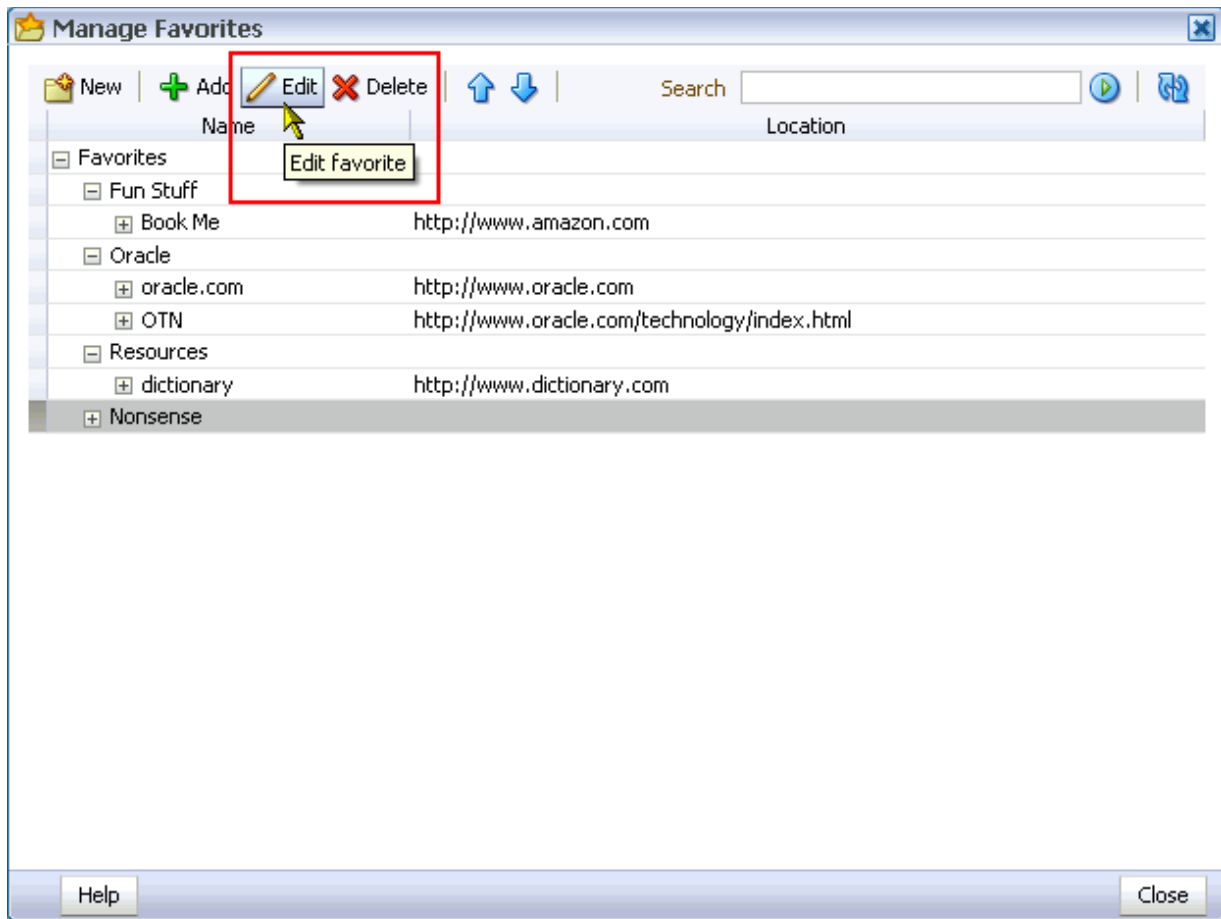 Manage Favorites
New Add Edit Delete Search
Name Location
Edit favorite
Favorites
Fun Stuff
Book Me http://www.amazon.com
Oracle
oracle.com http://www.oracle.com
OTN http://www.oracle.com/technology/index.html
Resources
dictionary http://www.dictionary.com
Nonsense
Help Close